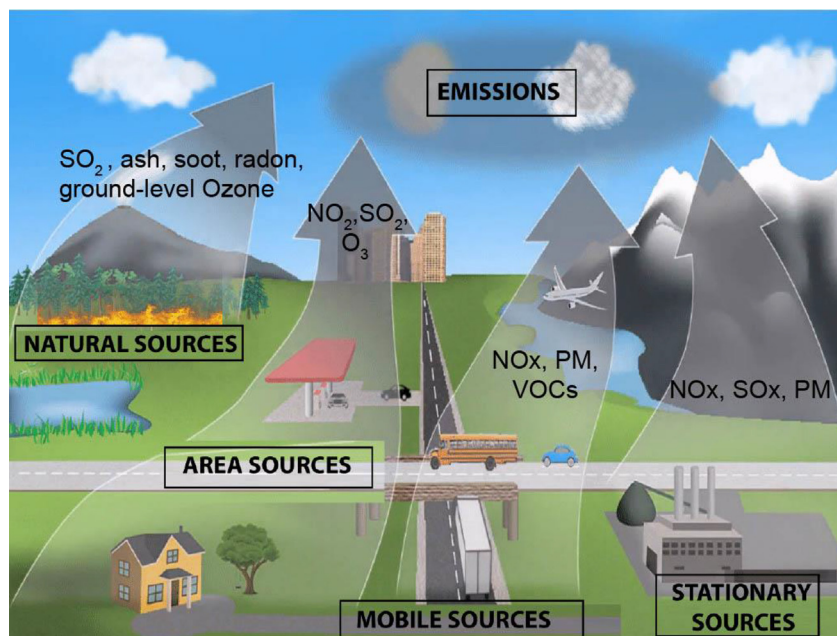 EMISSIONS
SO₂, ash, soot, radon,
ground-level Ozone
NO₂,SO₂,
O₃
NATURAL SOURCES
NOx, PM,
VOCs
NOx, SOx, PM
AREA SOURCES
MOBILE SOURCES
STATIONARY
SOURCES